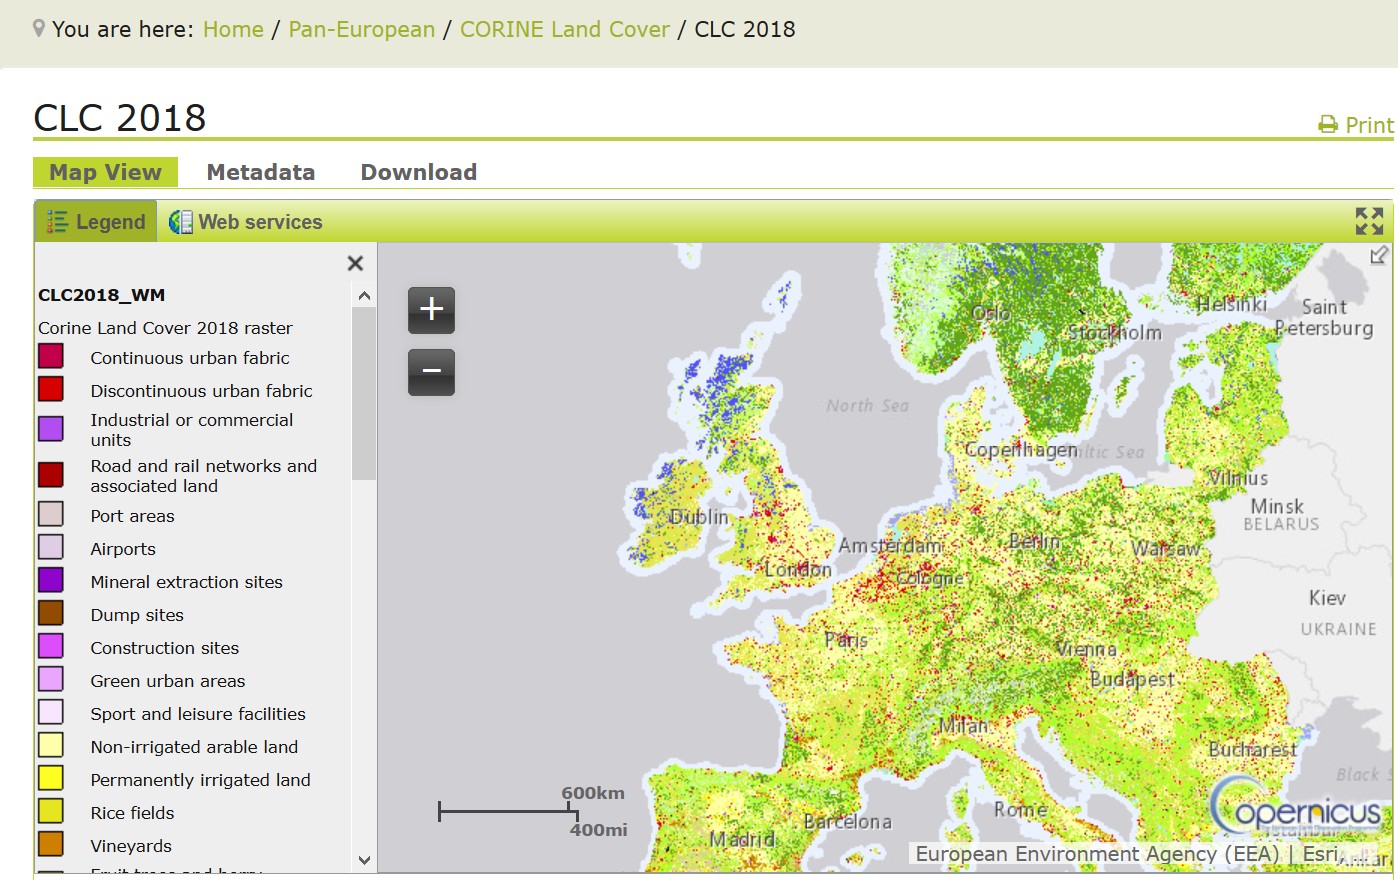 You are here: Home / Pan-European / CORINE Land Cover / CLC 2018
CLC 2018
Print
Map View
Metadata
Download
Legend
Web services
CLC2018_WM
Corine Land Cover 2018 raster
Continuous urban fabric
Discontinuous urban fabric
Industrial or commercial
units
Road and rail networks and
associated land
Port areas
Airports
Mineral extraction sites
Dump sites
Construction sites
Green urban areas
Sport and leisure facilities
Non-irrigated arable land
Permanently irrigated land
Rice fields
Vineyards
Fruit trees and berry
+
−
Oslo
Stockholm
Helsinki
Saint
Petersburg
North Sea
Copenhagen
Baltic Sea
Vilnius
Minsk
BELARUS
Dublin
Amsterdam
Berlin
Warsaw
London
Cologne
Kiev
UKRAINE
Paris
Vienna
Budapest
Milan
Bucharest
Black
600km
400mi
Rome
Barcelona
Madrid
opernicus
Istanbul
European Environment Agency (EEA) | Esri,